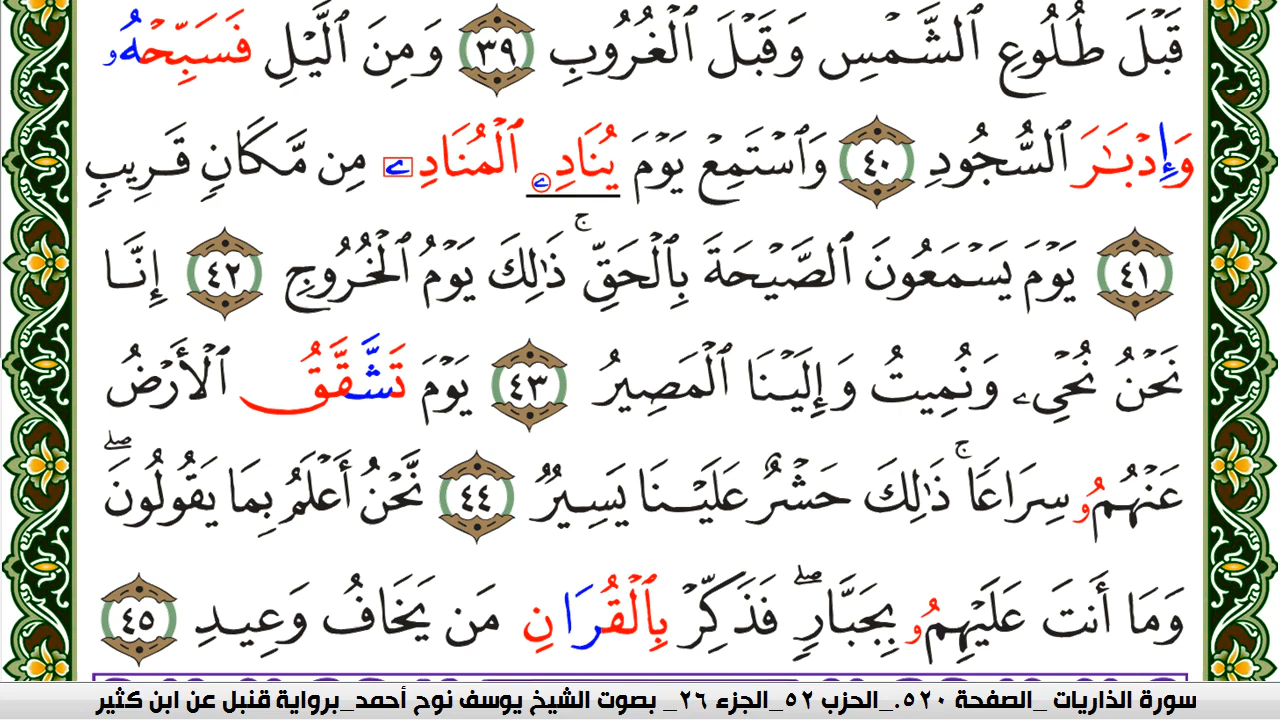 قَبۡلَ طُلُوعِ ٱلشَّمۡسِ وَقَبۡلَ ٱلۡغُرُوبِ ٣٩ وَمِنَ ٱلَّيۡلِ فَسَبِّحۡهُۥ
وَإِدۡبَٰرَ ٱلسُّجُودِ ٤٠ وَٱسۡتَمِعۡ يَوۡمَ يُنَادِے ٱلۡمُنَادِے مِن مَّكَانٖ قَرِيبٖ
٤١ يَوۡمَ يَسۡمَعُونَ ٱلصَّيۡحَةَ بِٱلۡحَقِّۚ ذَٰلِكَ يَوۡمُ ٱلۡخُرُوجِ ٤٢ إِنَّا
نَحۡنُ نُحۡيِۦ وَنُمِيتُ وَإِلَيۡنَا ٱلۡمَصِيرُ ٤٣ يَوۡمَ تَشَّقَّقُ ٱلۡأَرۡضُ
عَنۡهُمُۥ سِرَاعٗاۚ ذَٰلِكَ حَشۡرٌ عَلَيۡنَا يَسِيرٞ ٤٤ نَّحۡنُ أَعۡلَمُ بِمَا يَقُولُونَۖ
وَمَا أَنتَ عَلَيۡهِمُۥ بِجَبَّارٖۖ فَذَكِّرۡ بِٱلۡقُرَانِ مَن يَخَافُ وَعِيدِ ٤٥
سورة الذاريات _الصفحة ٥٢٠._الحزب ٥٢_الجزء ٢٦_ بصوت الشيخ يوسف نوح أحمد_برواية قنبل عن ابن كثير